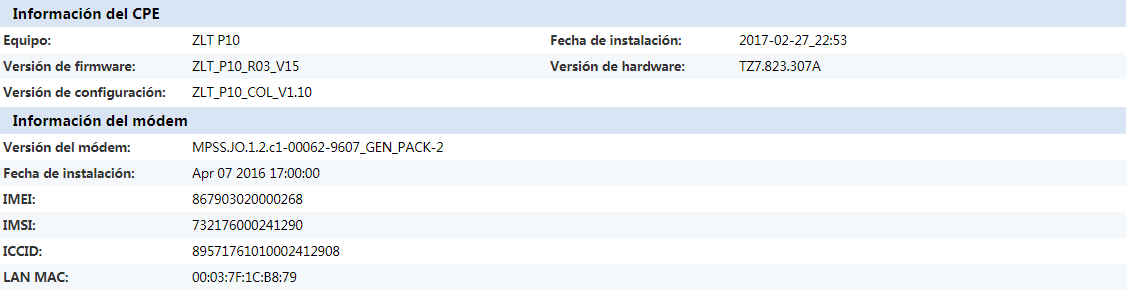 Información del CPE
Equipo: ZLT P10 Fecha de instalación: 2017-02-27_22:53
Versión de firmware: ZLT_P10_R03_V15 Versión de hardware: TZ7.823.307A
Versión de configuración: ZLT_P10_COL_V1.10
Información del módem
Versión del módem: MPSS.JO.1.2.c1-00062-9607_GEN_PACK-2
Fecha de instalación: Apr 07 2016 17:00:00
IMEI: 867903020000268
IMSI: 732176000241290
ICCID: 89571761010002412908
LAN MAC: 00:03:7F:1C:B8:79